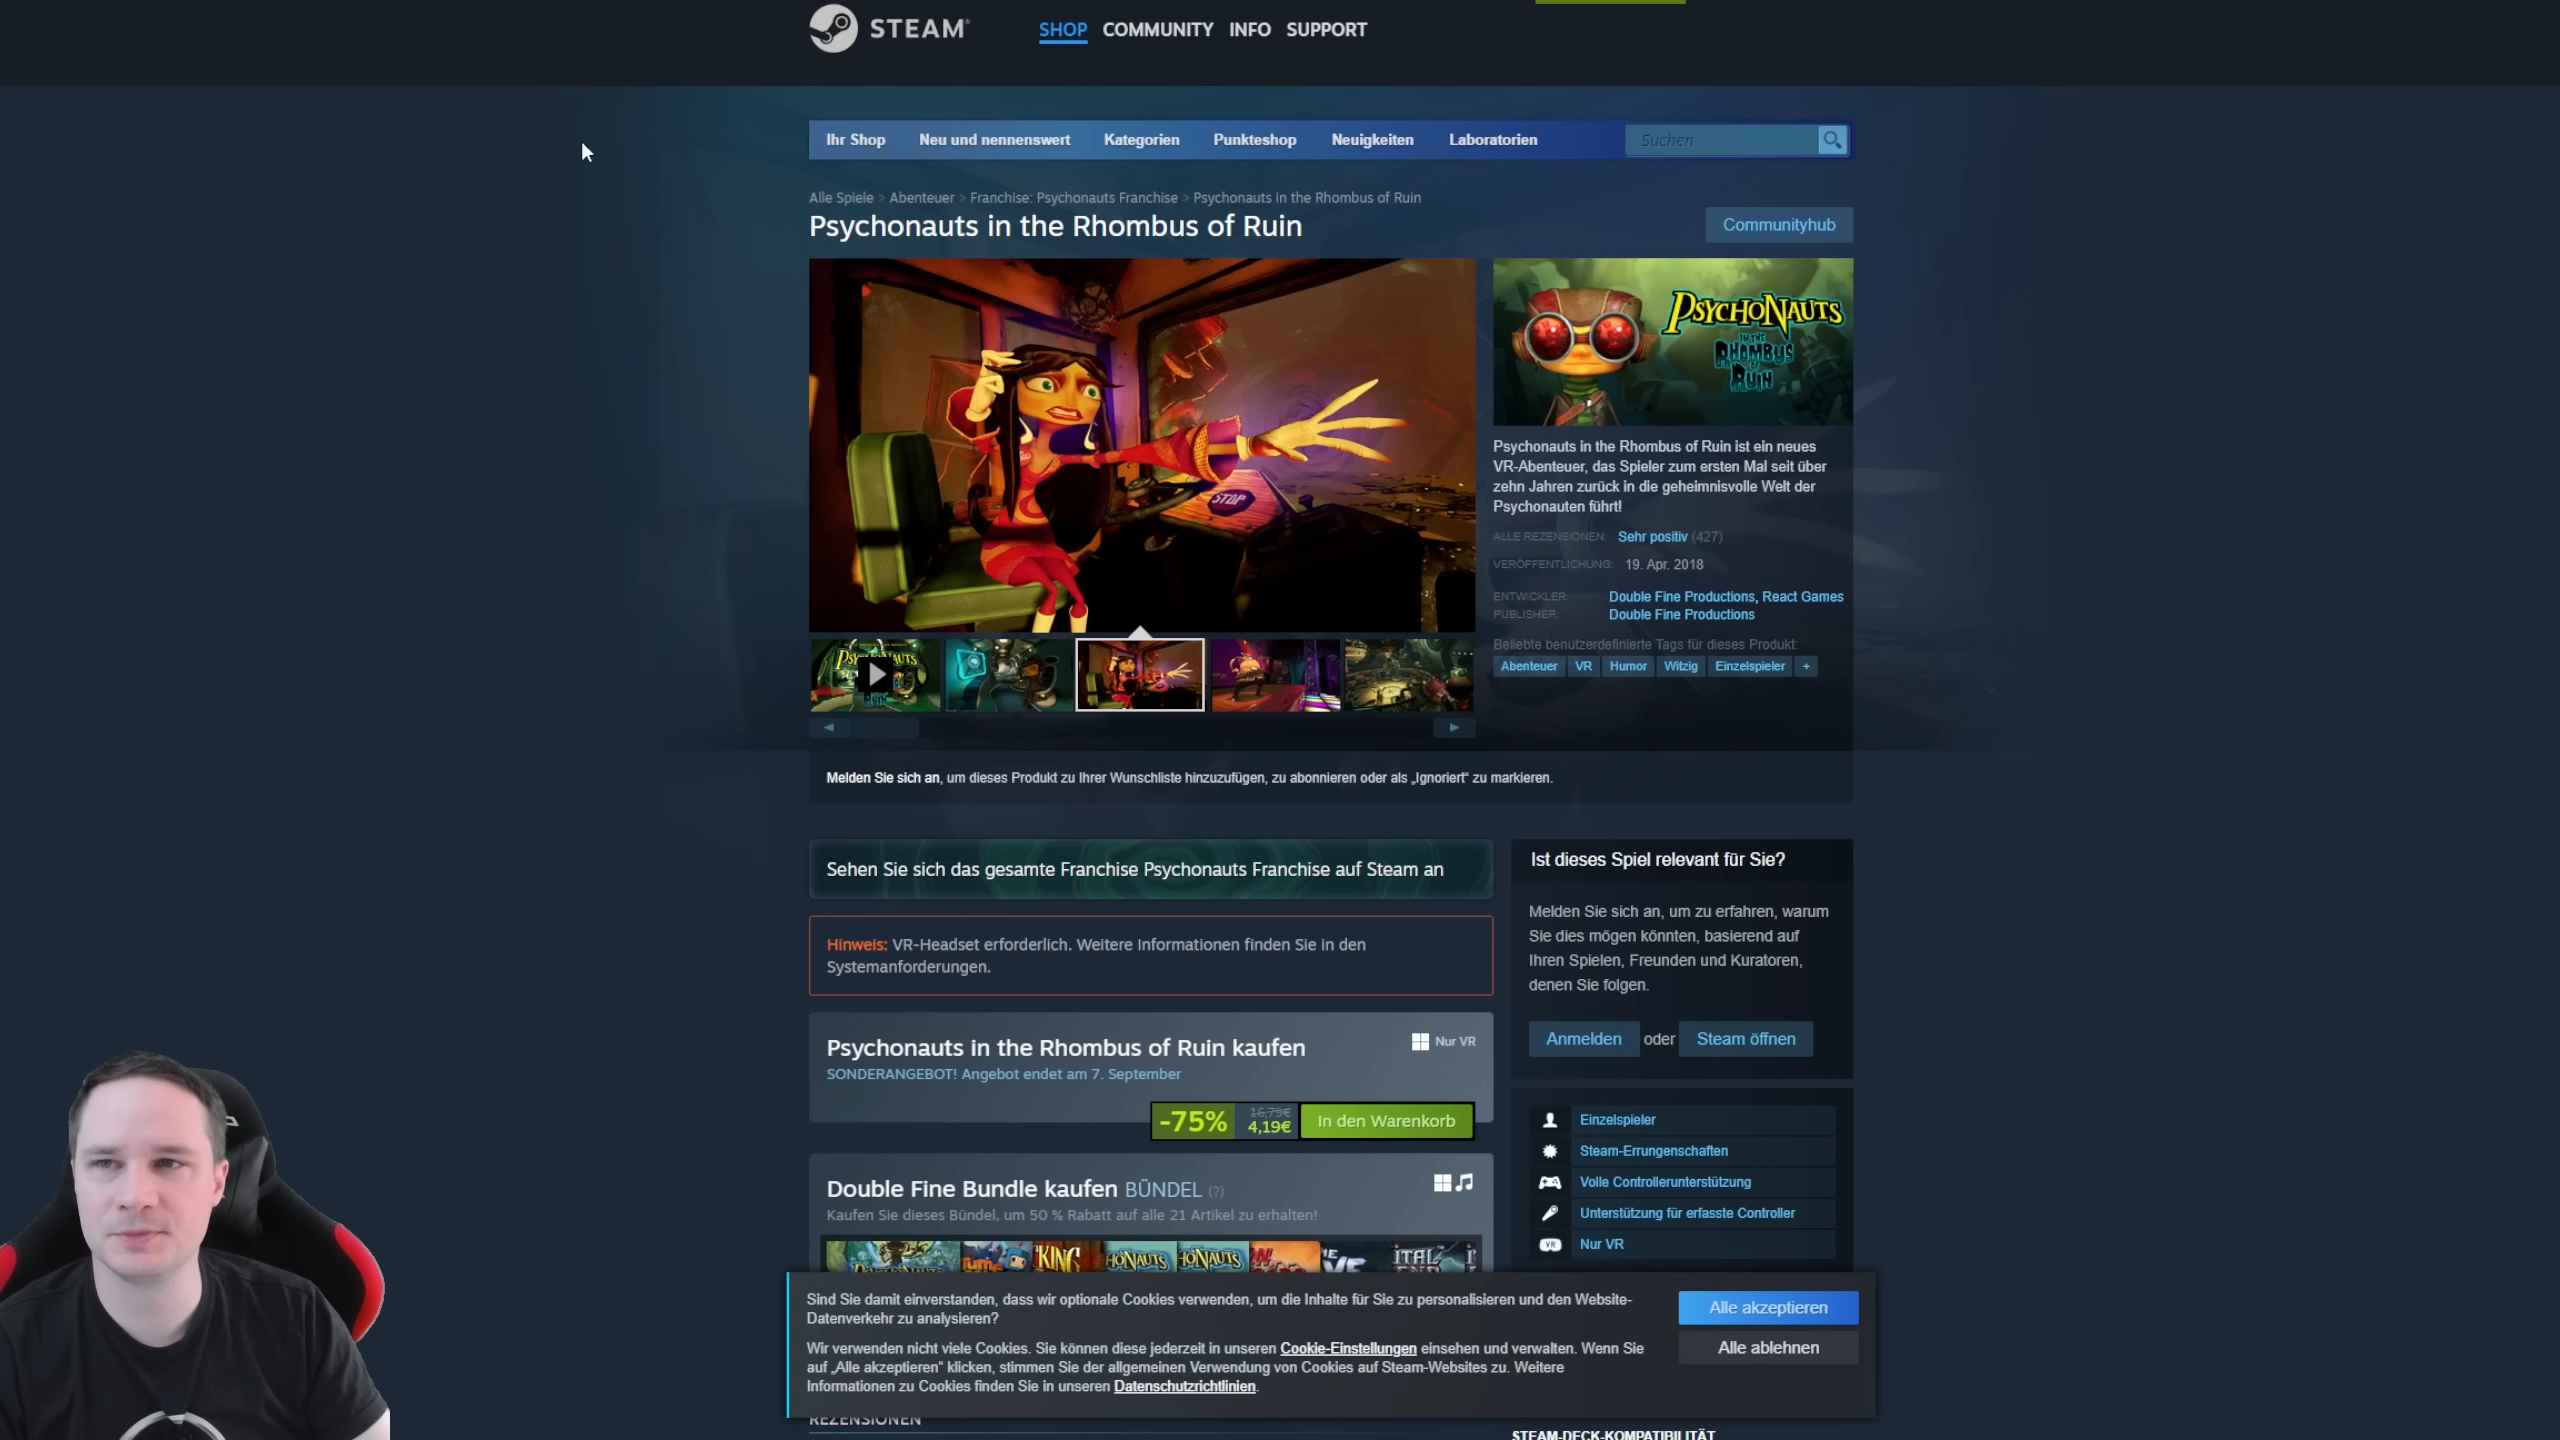 STEAM
SHOP COMMUNITY INFO SUPPORT
Ihr Shop Neu und nennenswert Kategorien Punkteshop Neuigkeiten Laboratorien Suchen
Alle Spiele > Abenteuer > Franchise: Psychonauts Franchise > Psychonauts in the Rhombus of Ruin
Psychonauts in the Rhombus of Ruin
Communityhub
STOP
PSYCHONAUTS
IN THE
RHOMBUS
OF
RUIN
Psychonauts in the Rhombus of Ruin ist ein neues
VR-Abenteuer, das Spieler zum ersten Mal seit über
zehn Jahren zurück in die geheimnisvolle Welt der
Psychonauten führt!
ALLE REZENSIONEN: Sehr positiv (427)
VERÖFFENTLICHUNG: 19. Apr. 2018
ENTWICKLER: Double Fine Productions, React Games
PUBLISHER: Double Fine Productions
Beliebte benutzerdefinierte Tags für dieses Produkt:
Abenteuer VR Humor Witzig Einzelspieler +
Melden Sie sich an, um dieses Produkt zu Ihrer Wunschliste hinzuzufügen, zu abonnieren oder als „Ignoriert“ zu markieren.
Sehen Sie sich das gesamte Franchise Psychonauts Franchise auf Steam an
Hinweis: VR-Headset erforderlich. Weitere Informationen finden Sie in den
Systemanforderungen.
Psychonauts in the Rhombus of Ruin kaufen
Nur VR
SONDERANGEBOT! Angebot endet am 7. September
-75% 16,79€
4,19€
In den Warenkorb
Double Fine Bundle kaufen BÜNDEL (?)
Kaufen Sie dieses Bündel, um 50 % Rabatt auf alle 21 Artikel zu erhalten!
Ist dieses Spiel relevant für Sie?
Melden Sie sich an, um zu erfahren, warum
Sie dies mögen könnten, basierend auf
Ihren Spielen, Freunden und Kuratoren,
denen Sie folgen.
Anmelden oder Steam öffnen
Einzelspieler
Steam-Errungenschaften
Volle Controllerunterstützung
Unterstützung für erfasste Controller
VR Nur VR
Sind Sie damit einverstanden, dass wir optionale Cookies verwenden, um die Inhalte für Sie zu personalisieren und den Website-
Datenverkehr zu analysieren?
Wir verwenden nicht viele Cookies. Sie können diese jederzeit in unseren Cookie-Einstellungen einsehen und verwalten. Wenn Sie
auf „Alle akzeptieren“ klicken, stimmen Sie der allgemeinen Verwendung von Cookies auf Steam-Websites zu. Weitere
Informationen zu Cookies finden Sie in unseren Datenschutzrichtlinien.
Alle akzeptieren
Alle ablehnen
REZENSIONEN
STEAM-DECK-KOMPATIBILITÄT